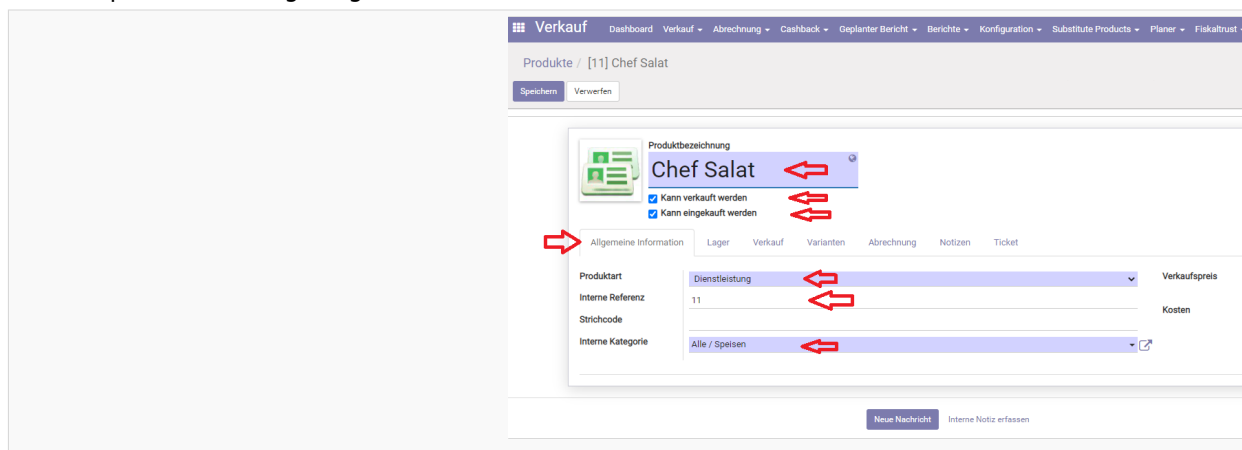 Verkauf Dashboard Verkauf Abrechnung Cashback Geplanter Bericht Berichte Konfiguration Substitute Products Planer Fiskaltrust
Produkte / [11] Chef Salat
Speichern Verwerfen
Produktbezeichnung
Chef Salat
Kann verkauft werden
Kann eingekauft werden
Allgemeine Information Lager Verkauf Varianten Abrechnung Notizen Ticket
Produktart Dienstleistung Verkaufspreis
Interne Referenz 11
Kosten
Strichcode
Interne Kategorie Alle / Speisen
Neue Nachricht Interne Notiz erfassen